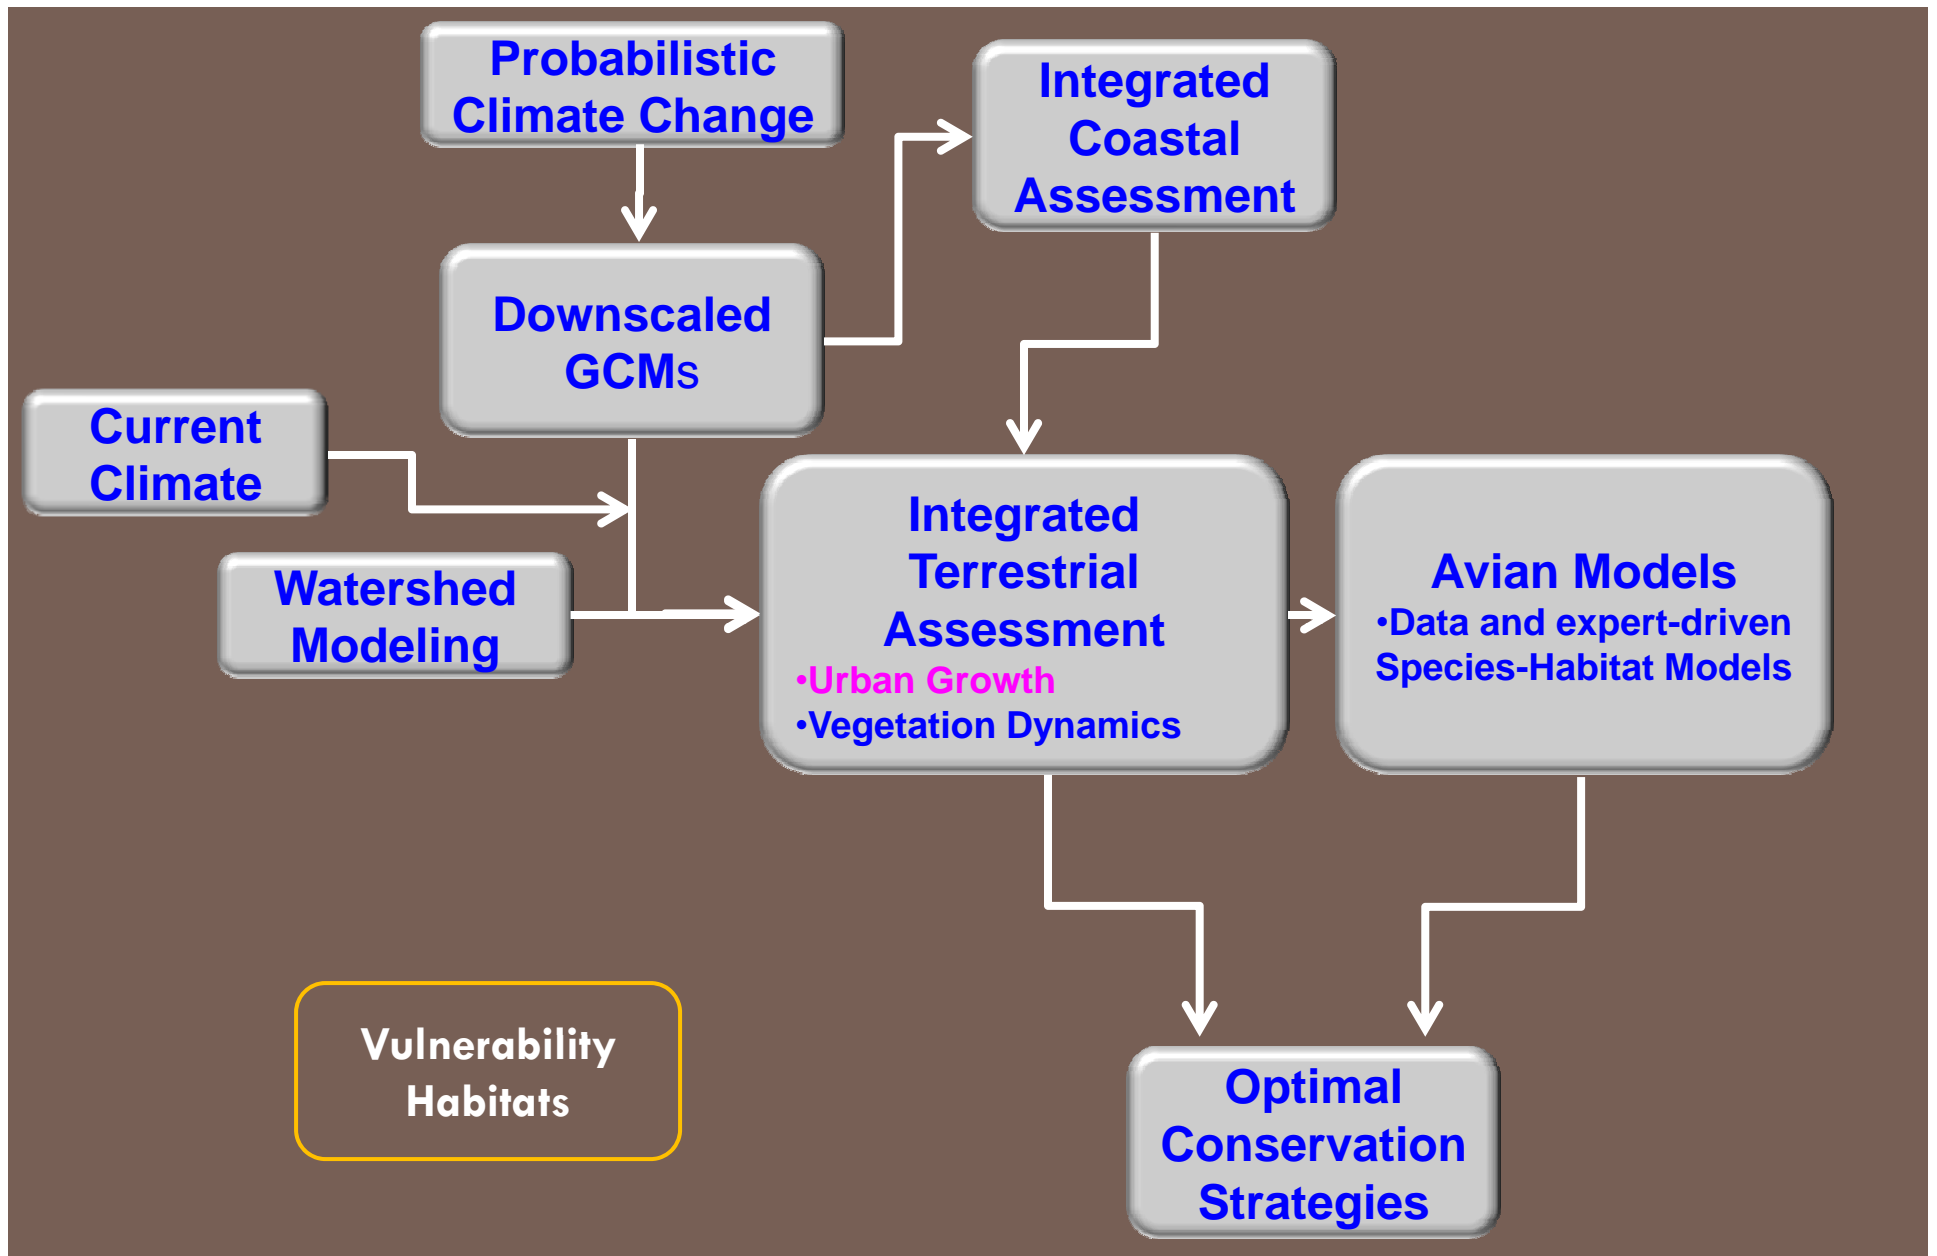 Probabilistic
Climate Change
Integrated
Coastal
Assessment
Downscaled
GCMs
Current
Climate
Watershed
Modeling
Integrated
Terrestrial
Assessment
•Urban Growth
•Vegetation Dynamics
Avian Models
•Data and expert-driven
Species-Habitat Models
Vulnerability
Habitats
Optimal
Conservation
Strategies